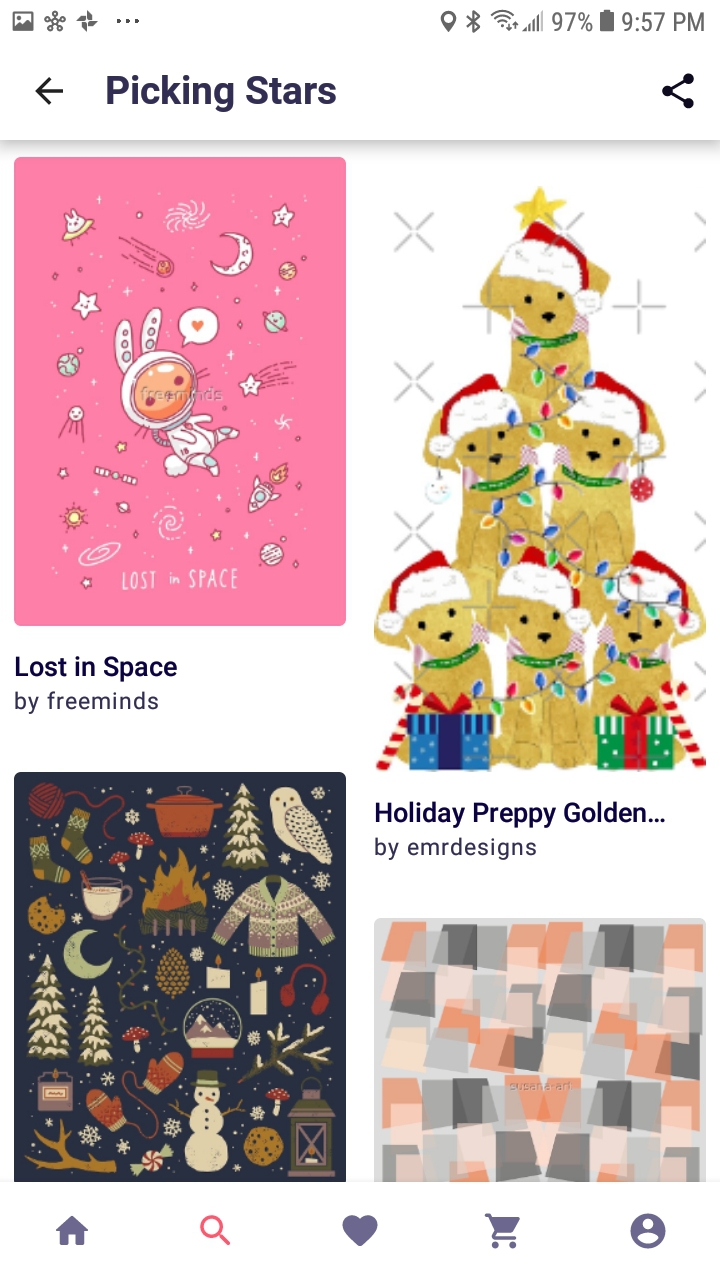 97% 9:57 PM
Picking Stars
freeminds
LOST in SPACE
Lost in Space
by freeminds
Holiday Preppy Golden...
by emrdesigns
susana-art